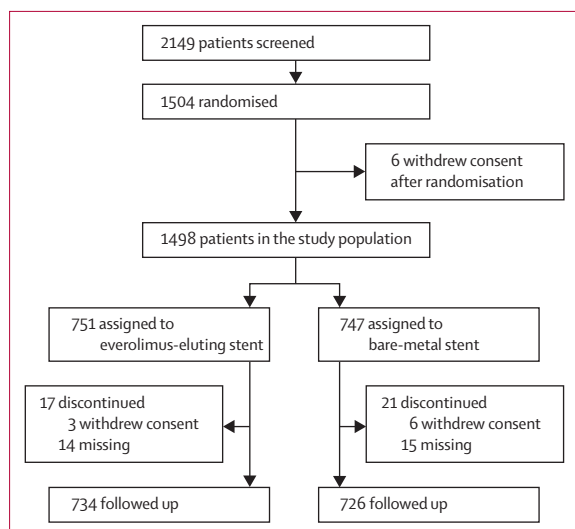 2149 patients screened
1504 randomised
6 withdrew consent
after randomisation
1498 patients in the study population
751 assigned to
everolimus-eluting stent
747 assigned to
bare-metal stent
17 discontinued
3 withdrew consent
14 missing
21 discontinued
6 withdrew consent
15 missing
734 followed up
726 followed up